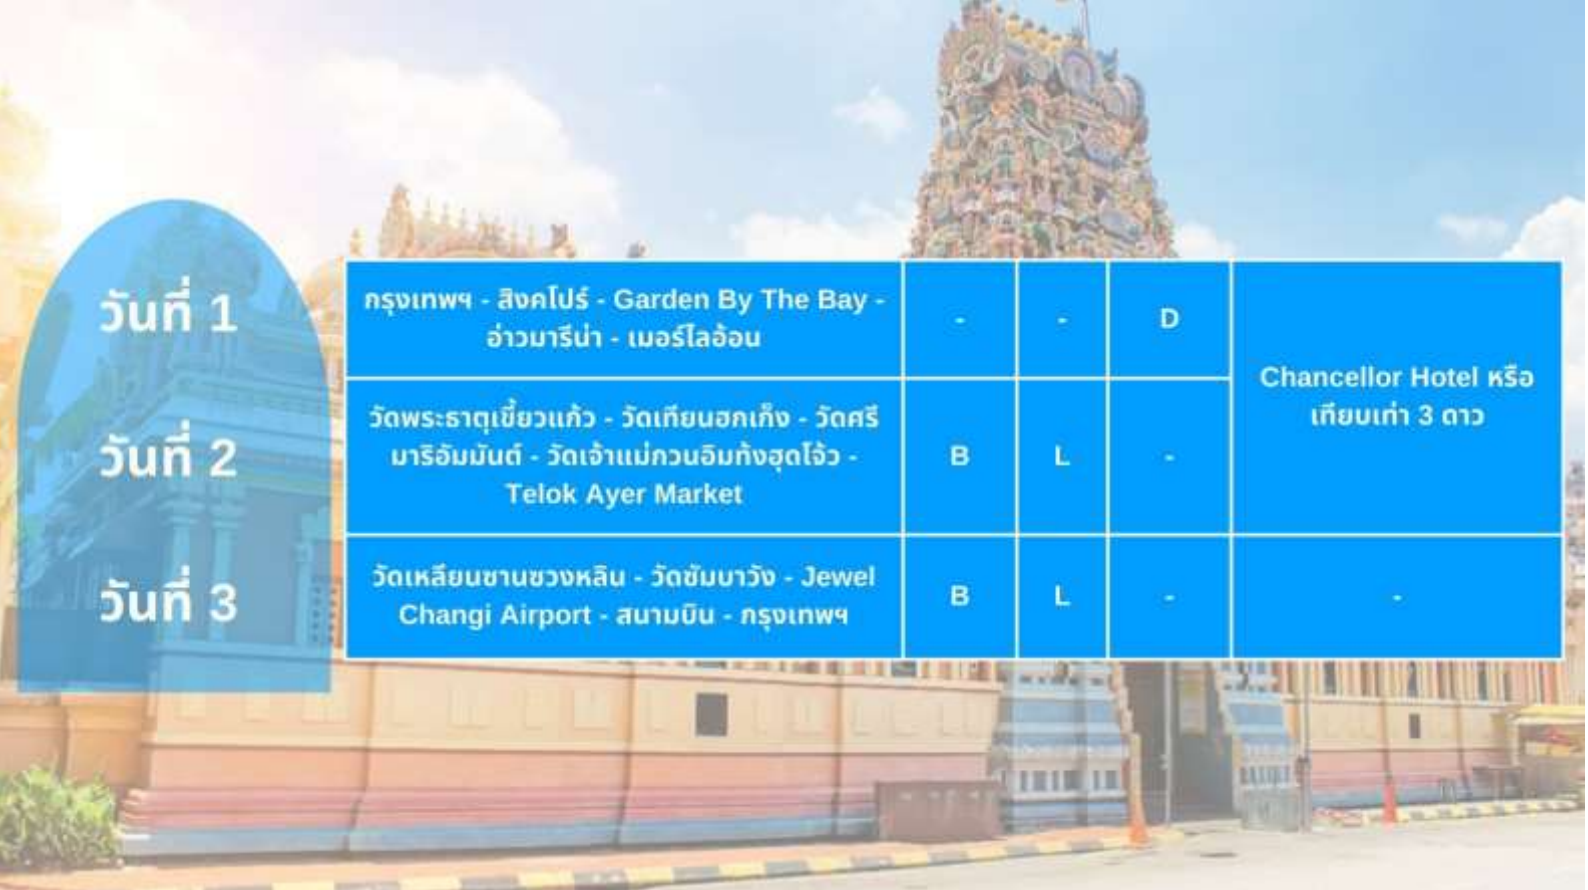 วันที่ 1
กรุงเทพฯ - สิงคโปร์ - Garden By The Bay -
อ่าวมารีน่า - เมอร์ไลอ้อน
-
-
D
Chancellor Hotel หรือ
เทียบเท่า 3 ดาว
วันที่ 2
วัดพระธาตุเขี้ยวแก้ว - วัดเทียนฮกเก็ง - วัดศรี
มาริอัมมันต์ - วัดเจ้าแม่กวนอิมทั้งฮุดโจ้ว -
Telok Ayer Market
B
L
-
วันที่ 3
วัดเหลียนซานซวงหลิน - วัดซัมบาวัง - Jewel
Changi Airport - สนามบิน - กรุงเทพฯ
B
L
-
-